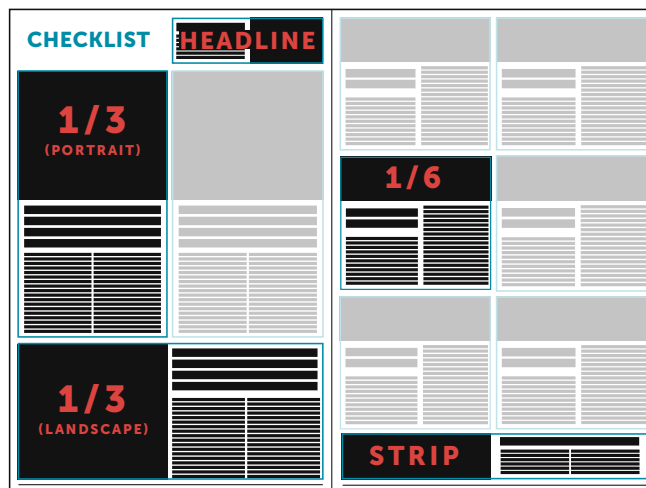 CHECKLIST
HEADLINE
1/3
(PORTRAIT)
1/3
(LANDSCAPE)
1/6
STRIP